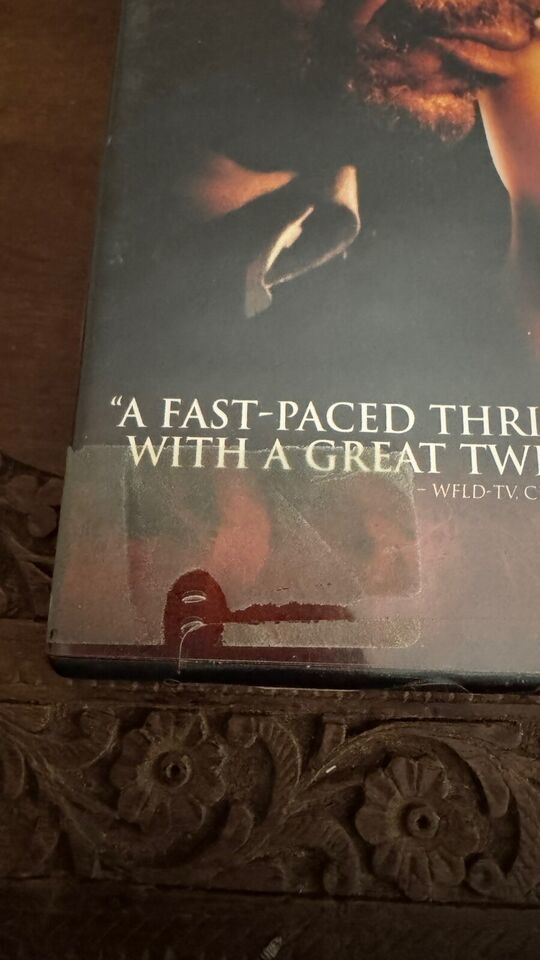 "A FAST-PACED THRI
WITH A GREAT TWI
– WFLD-TV, C